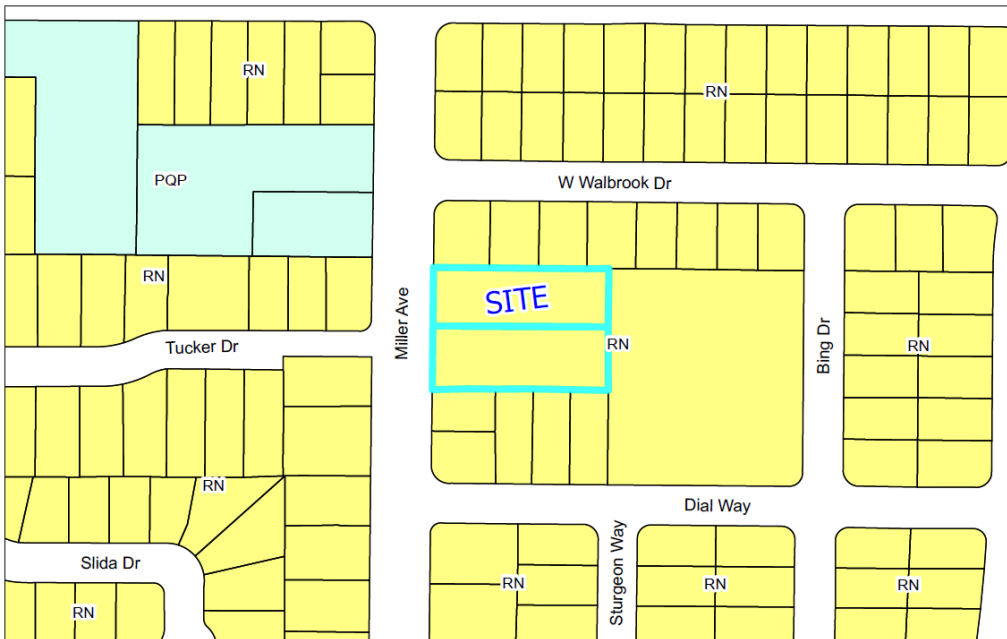 RN
RN
PQP
W Walbrook Dr
RN
SITE
Miller Ave
Tucker Dr
RN
Bing Dr
RN
RN
Dial Way
Sturgeon Way
Slida Dr
RN
RN
RN
RN